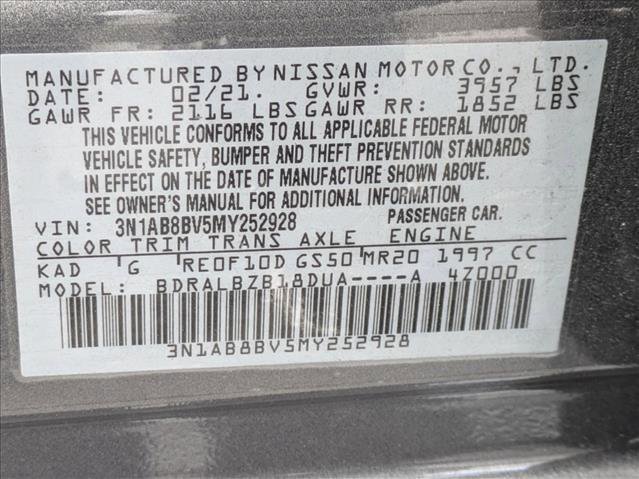 MANUFACTURED BY NISSAN MOTOR CO., LTD.
DATE: 02/21. GVWR: 3957 LBS
GAWR FR: 2116 LBS GAWR RR: 1852 LBS
THIS VEHICLE CONFORMS TO ALL APPLICABLE FEDERAL MOTOR
VEHICLE SAFETY, BUMPER AND THEFT PREVENTION STANDARDS
IN EFFECT ON THE DATE OF MANUFACTURE SHOWN ABOVE.
SEE OWNER'S MANUAL FOR ADDITIONAL INFORMATION.
VIN: 3N1AB8BV5MY252928 PASSENGER CAR.
COLOR TRIM TRANS AXLE ENGINE
KAD G RE0F10D GS50 MR20 1997 CC
MODEL: BDRALBZB18DUA----A 4Z000
3N1AB8BV5MY252928